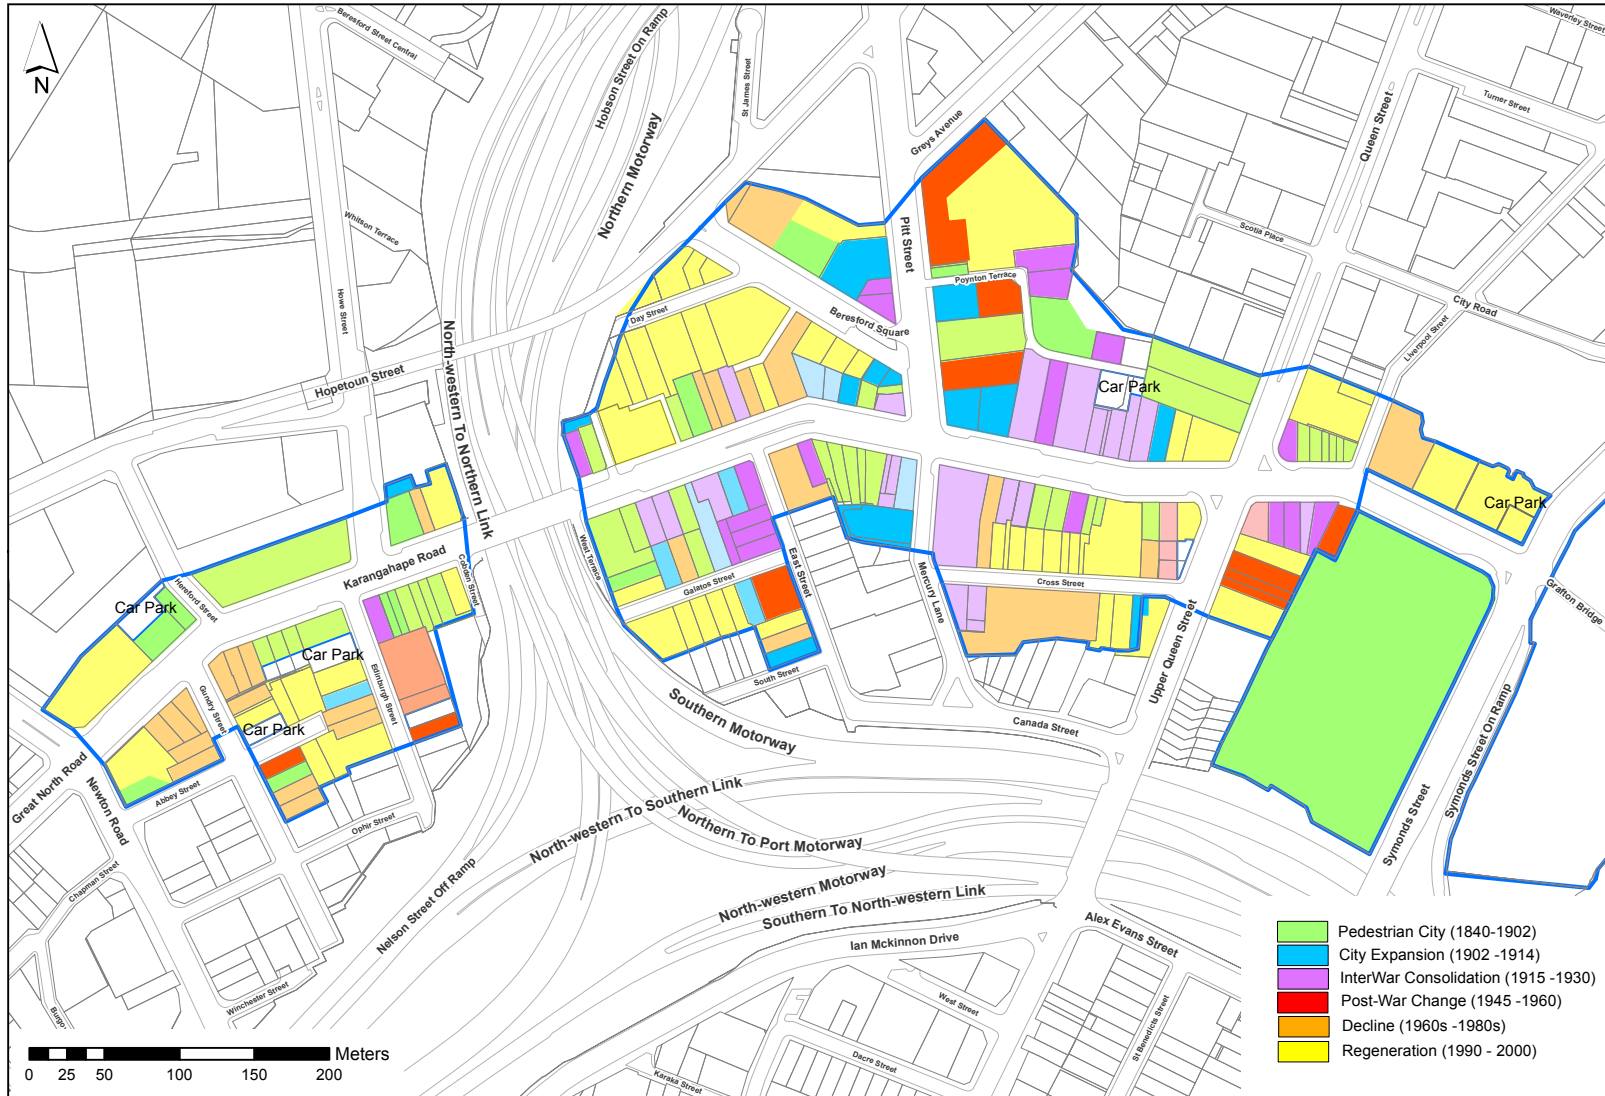 Beresford Street Central
Hobson Street On Ramp
St James Street
Waverley Street
N
Northern Motorway
Greys Avenue
Queen Street
Turner Street
Whitson Terrace
Pitt Street
Scotia Place
Howe Street
Poynton Terrace
City Road
Day Street
Beresford Square
Liverpool Street
North-western To Northern Link
Hopetoun Street
Car Park
Car Park
Karangahape Road
West Terrace
East Street
Galatos Street
Mercury Lane
Cross Street
Cobden Street
Hereford Street
Car Park
Grafton Bridge
Car Park
Edinburgh Street
Gundry Street
South Street
Upper Queen Street
Car Park
Southern Motorway
Canada Street
Symonds Street On Ramp
Great North Road
Newton Road
Abbey Street
Ophir Street
North-western To Southern Link
Northern To Port Motorway
Symonds Street
Chapman Street
Nelson Street Off Ramp
North-western Motorway
Southern To North-western Link
Ian Mckinnon Drive
Alex Evans Street
Winchester Street
West Street
St Benedicts Street
Dacre Street
Karaka Street
Pedestrian City (1840-1902)
City Expansion (1902 -1914)
InterWar Consolidation (1915 -1930)
Post-War Change (1945 -1960)
Decline (1960s -1980s)
Regeneration (1990 - 2000)
Meters
0 25 50 100 150 200